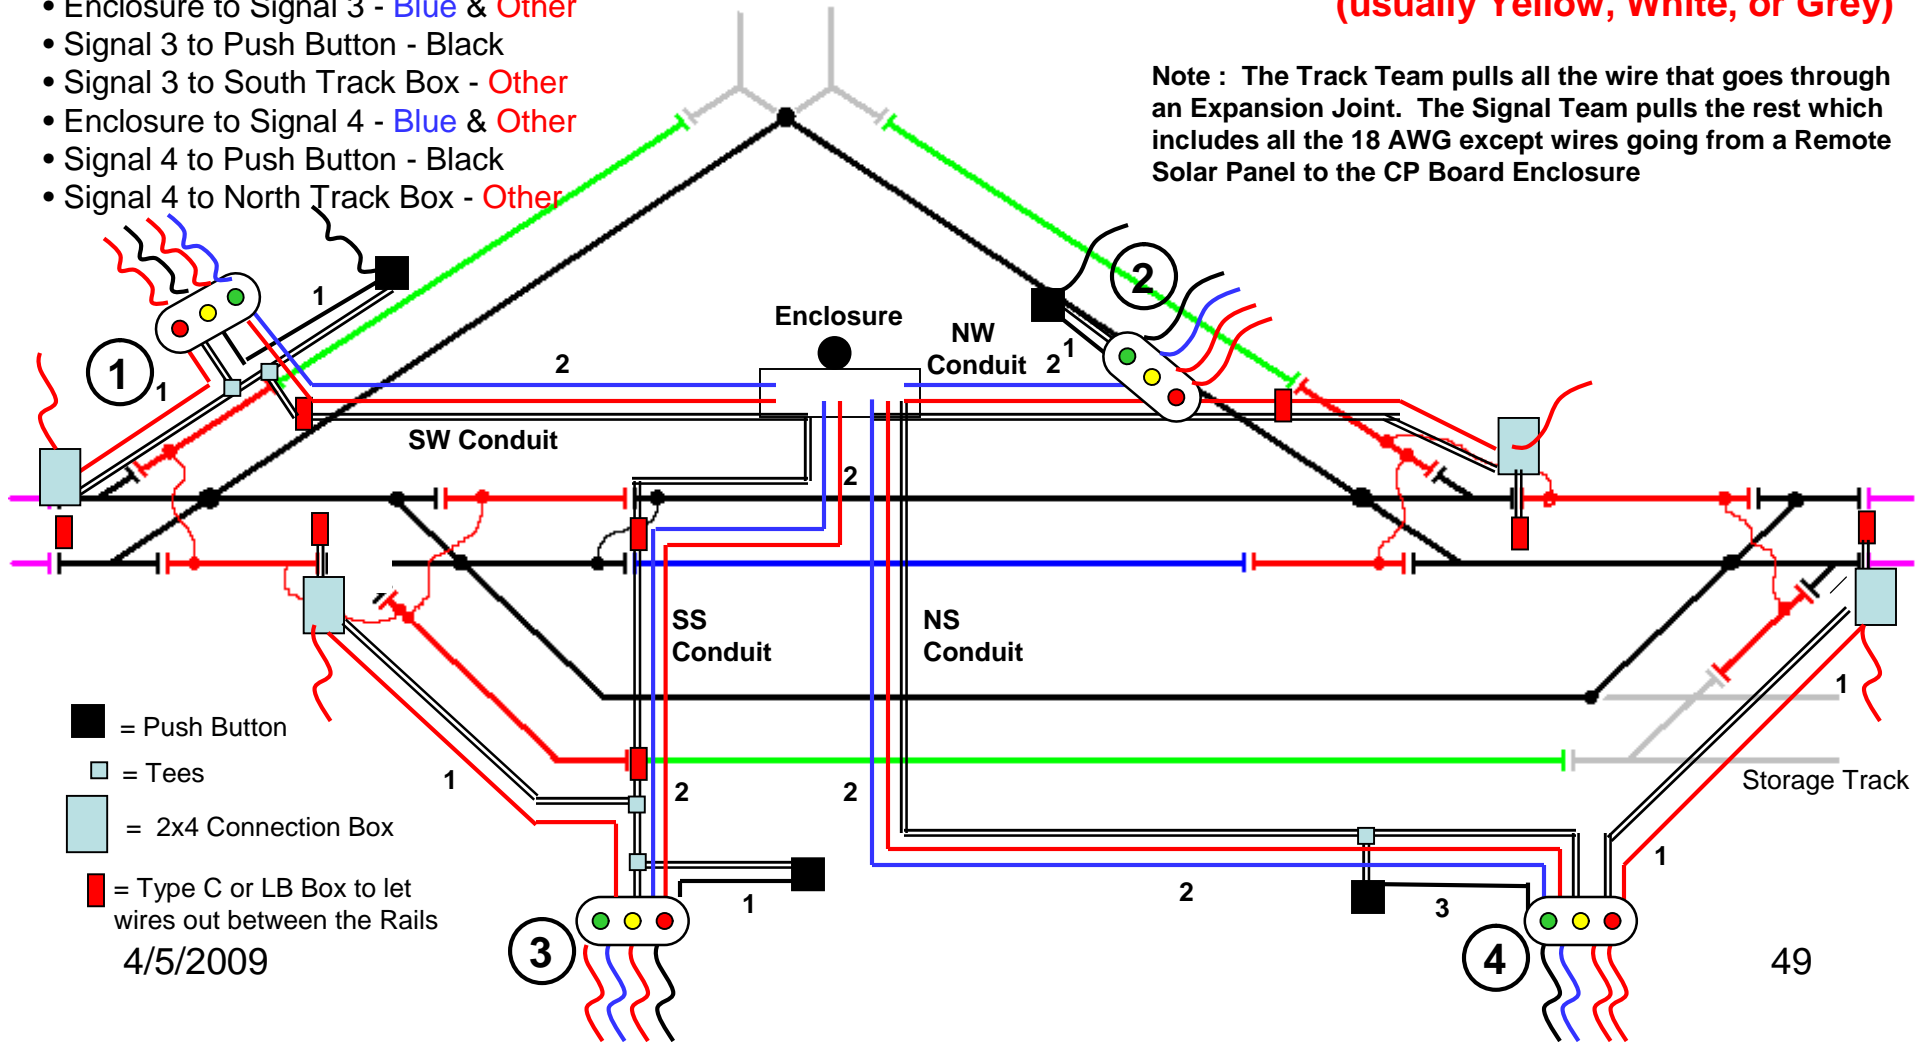 • Enclosure to Signal 3 - Blue & Other
• Signal 3 to Push Button - Black
• Signal 3 to South Track Box - Other
• Enclosure to Signal 4 - Blue & Other
• Signal 4 to Push Button - Black
• Signal 4 to North Track Box - Other
(usually Yellow, White, or Grey)
Note : The Track Team pulls all the wire that goes through
an Expansion Joint. The Signal Team pulls the rest which
includes all the 18 AWG except wires going from a Remote
Solar Panel to the CP Board Enclosure
1
2
Enclosure
NW
Conduit
2
1
1
1
2
SW Conduit
2
SS
Conduit
NS
Conduit
1
= Push Button
= Tees
= 2x4 Connection Box
= Type C or LB Box to let
wires out between the Rails
1
2
2
Storage Track
1
1
2
3
3
4
4/5/2009
49